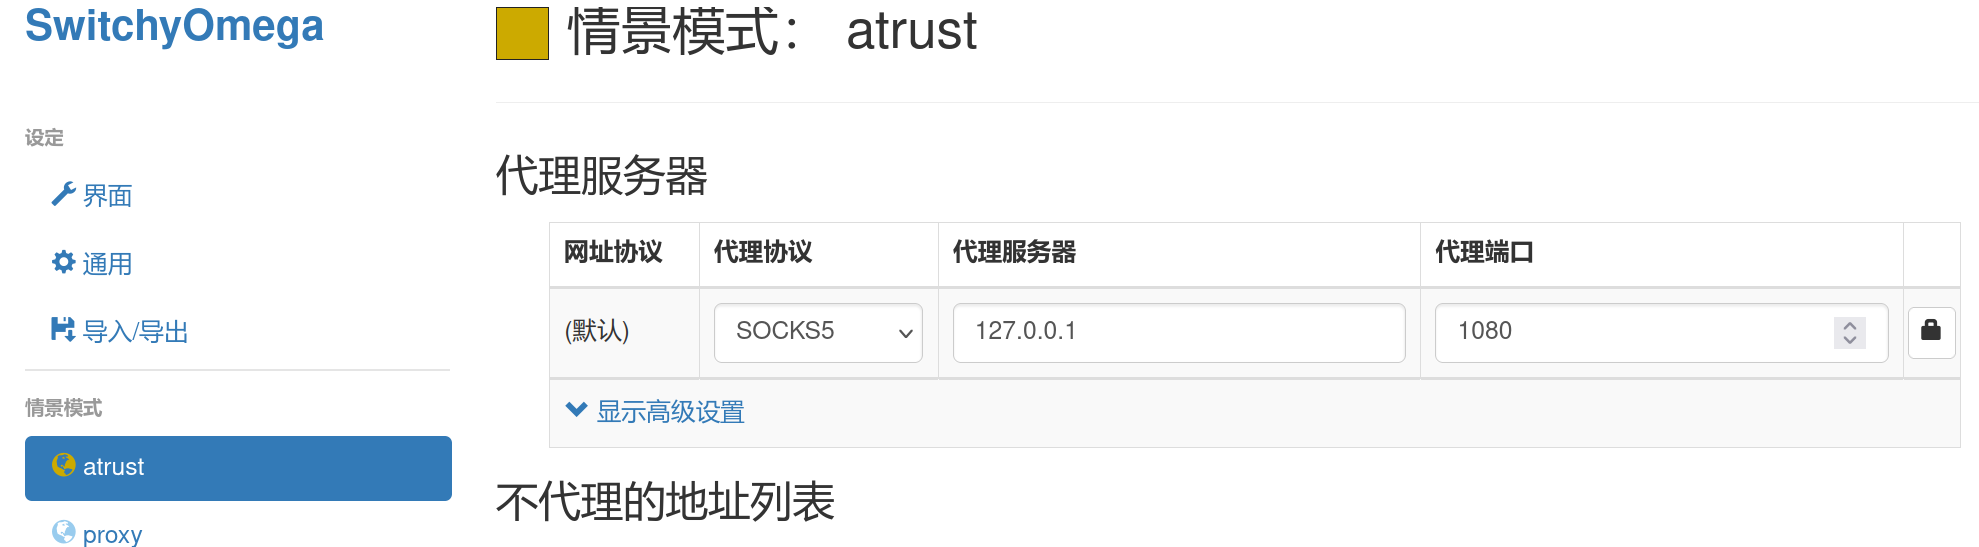 SwitchyOmega
设定
界面
通用
导入/导出
情景模式
atrust
proxy
情景模式： atrust
代理服务器
网址协议 代理协议 代理服务器 代理端口
(默认) SOCKS5 127.0.0.1 1080
显示高级设置
不代理的地址列表